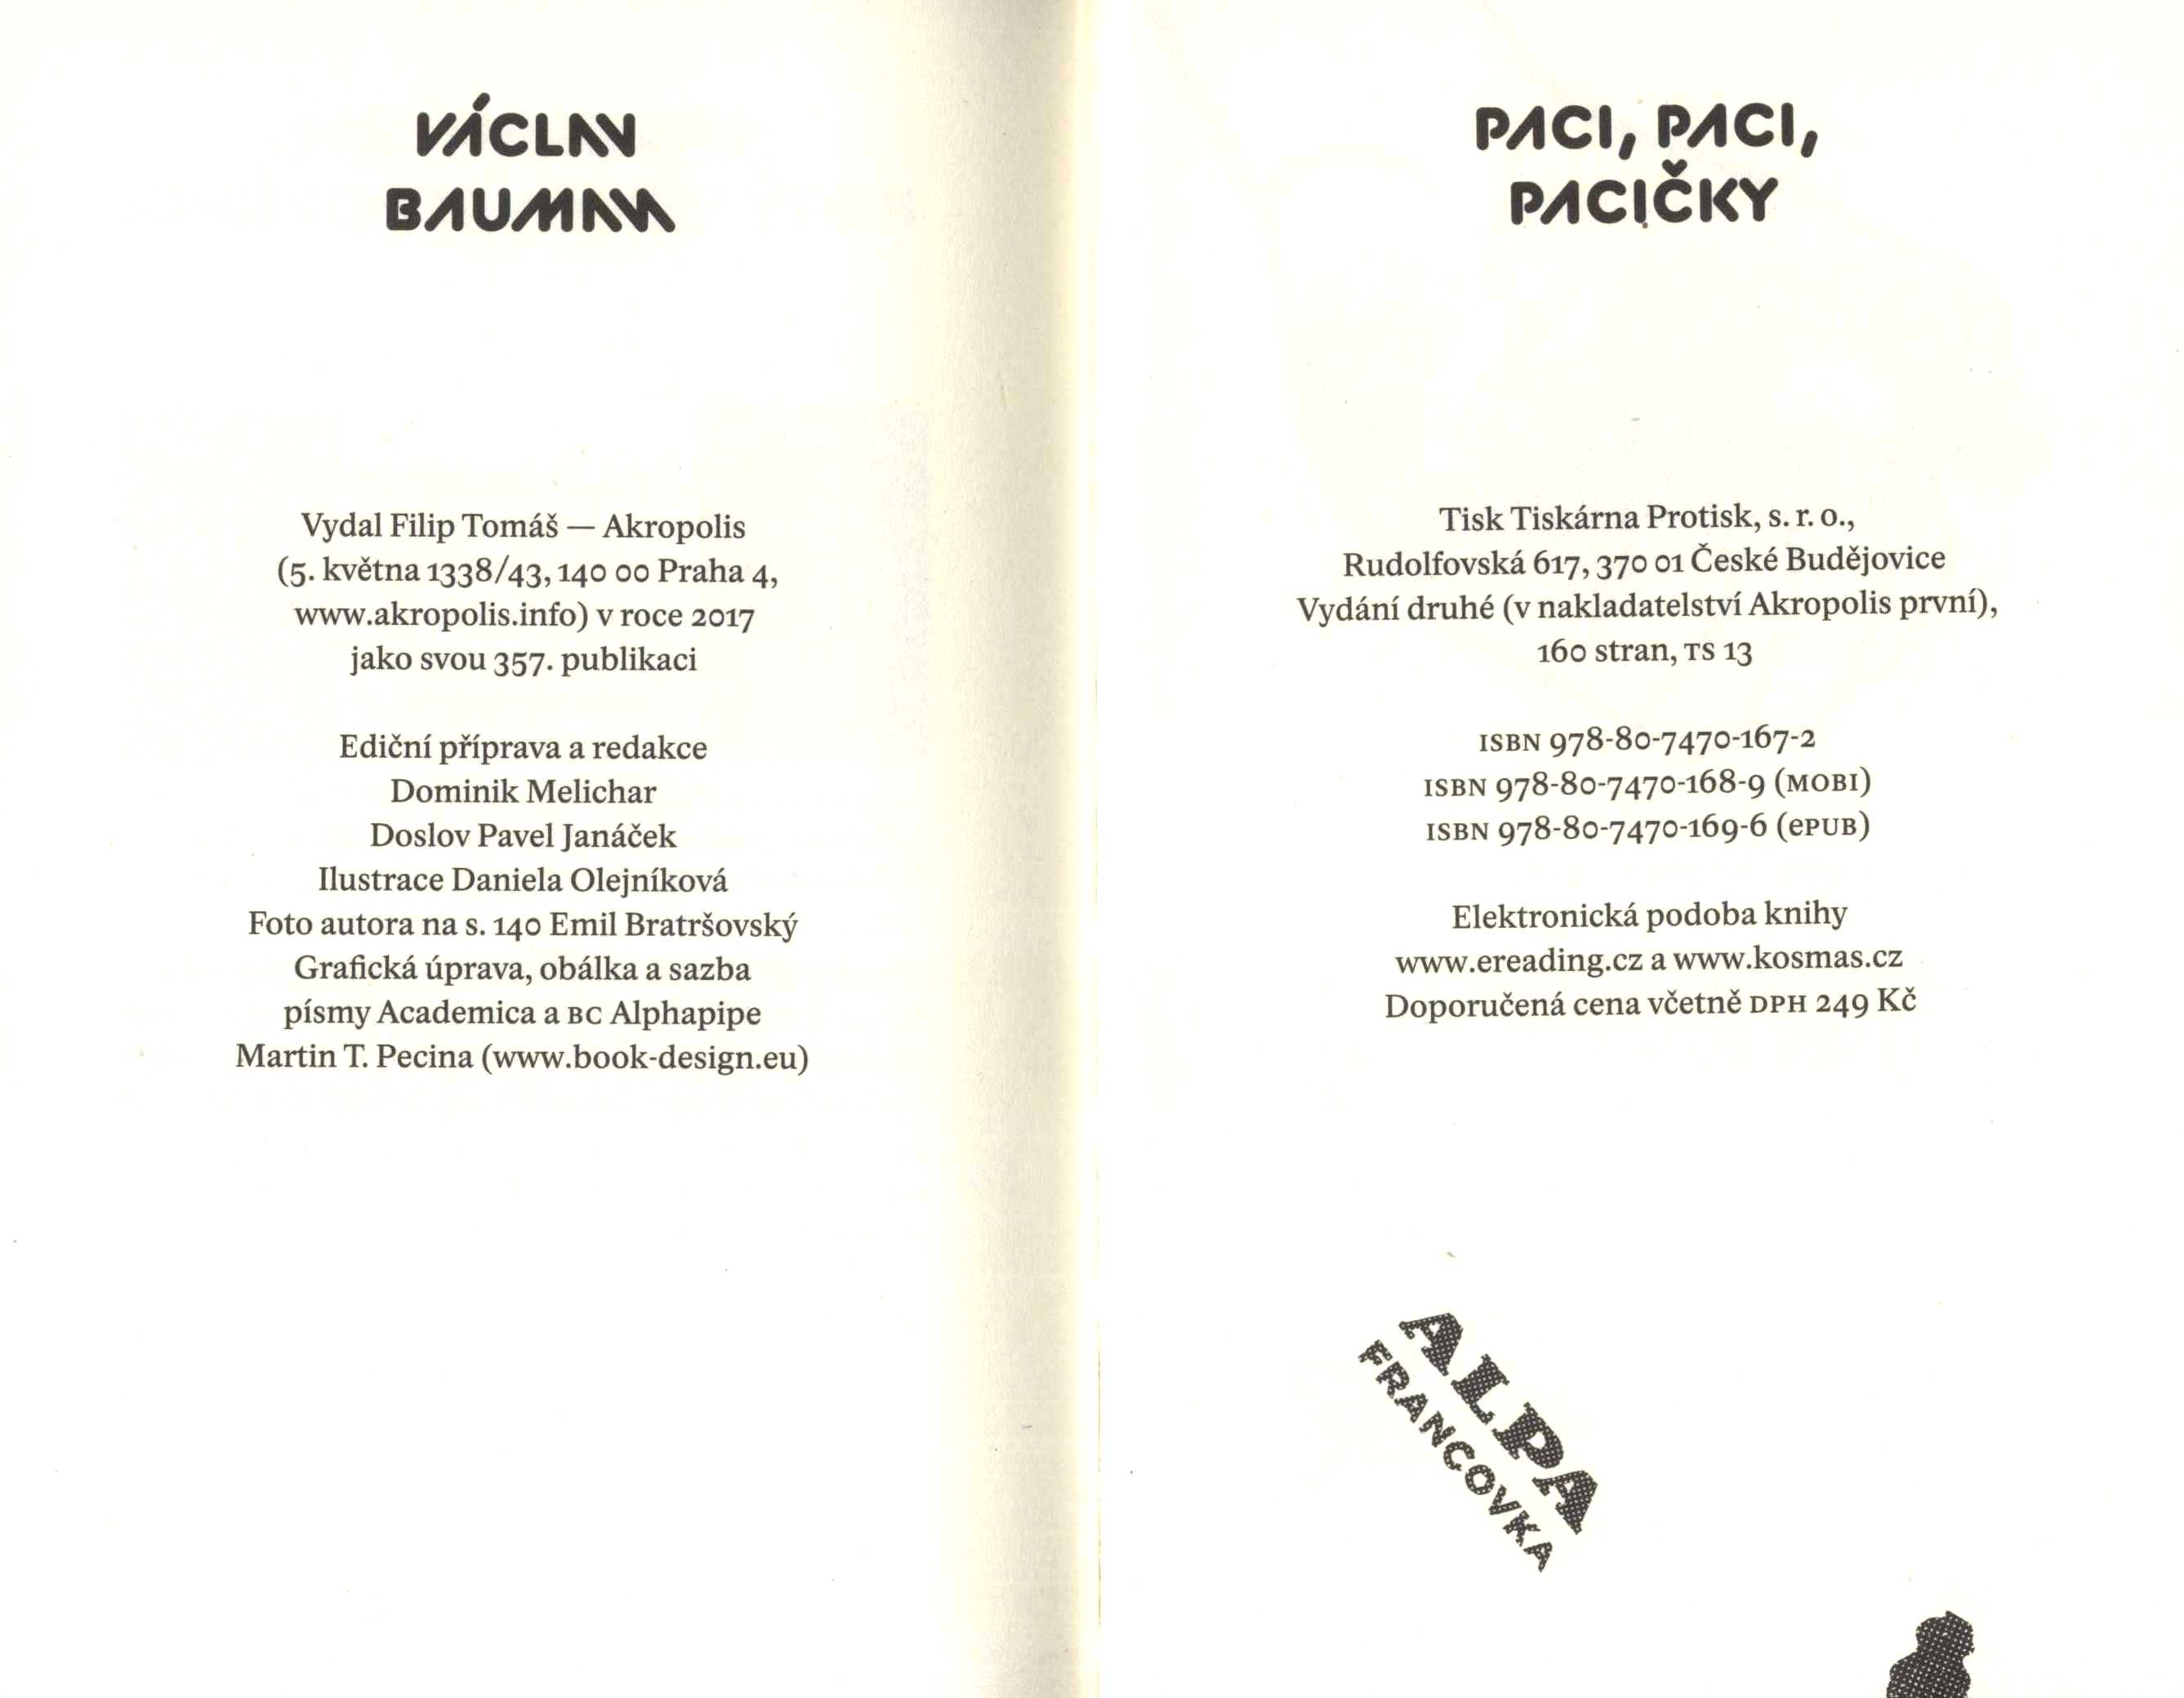 VÁCLAV
BAUMAN
Vydal Filip Tomáš — Akropolis
(5. května 1338/43, 140 00 Praha 4,
www.akropolis.info) v roce 2017
jako svou 357. publikaci
Ediční příprava a redakce
Dominik Melichar
Doslov Pavel Janáček
Ilustrace Daniela Olejníková
Foto autora na s. 140 Emil Bratršovský
Grafická úprava, obálka a sazba
písmy Academica a BC Alphapipe
Martin T. Pecina (www.book-design.eu)
PACI, PACI,
PACIČKY
Tisk Tiskárna Protisk, s. r. o.,
Rudolfovská 617, 370 01 České Budějovice
Vydání druhé (v nakladatelství Akropolis první),
160 stran, TS 13
ISBN 978-80-7470-167-2
ISBN 978-80-7470-168-9 (MOBI)
ISBN 978-80-7470-169-6 (ePUB)
Elektronická podoba knihy
www.ereading.cz a www.kosmas.cz
Doporučená cena včetně DPH 249 Kč
ALPA
FRANCOVKA